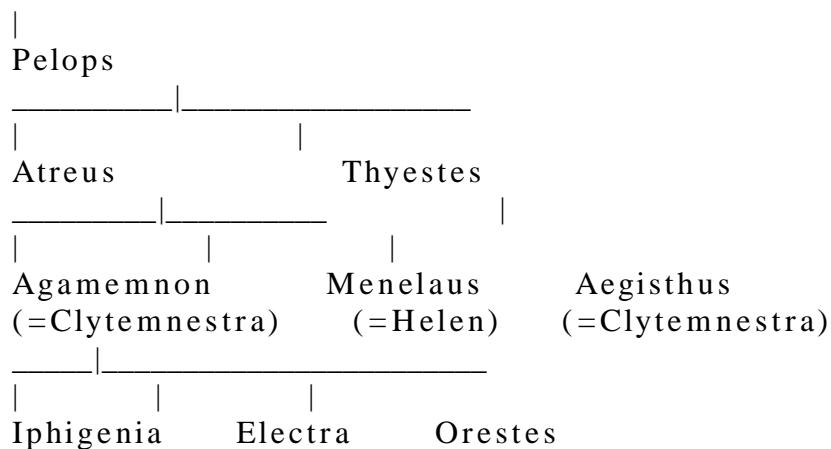 Pelops
Atreus Thyestes
Agamemnon Menelaus Aegisthus
(=Clytemnestra) (=Helen) (=Clytemnestra)
Iphigenia Electra Orestes